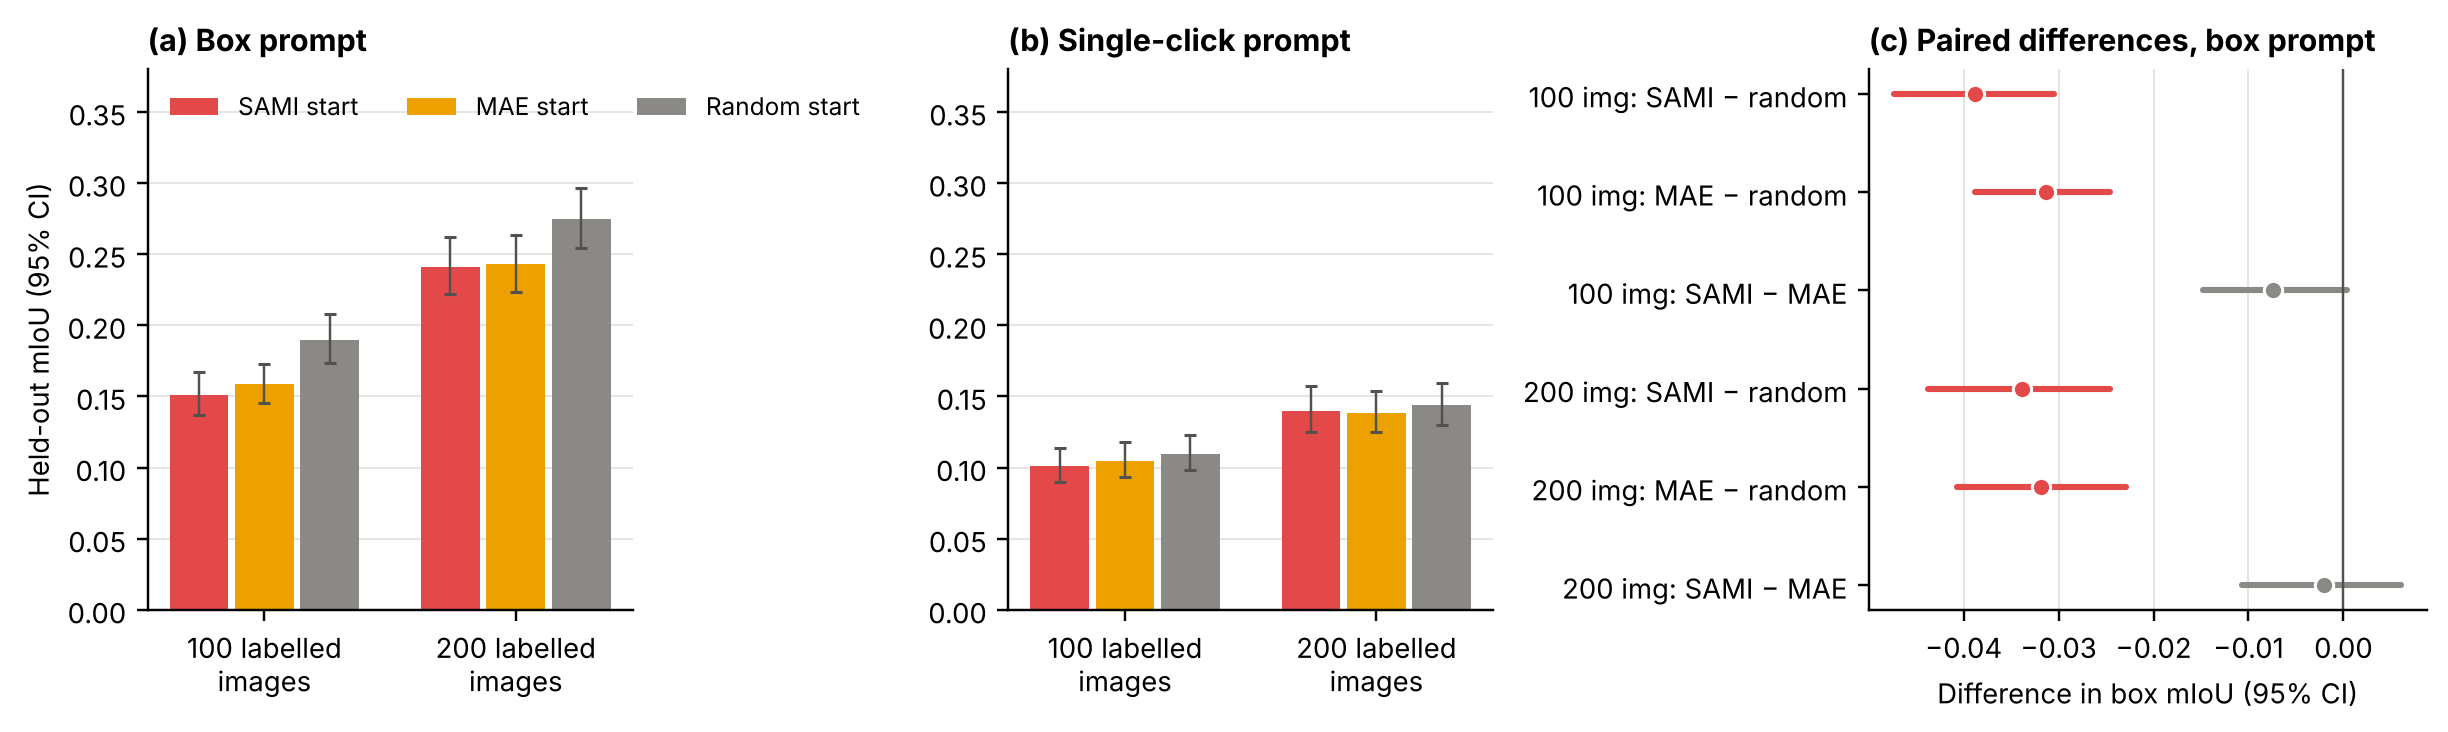 (a) Box prompt
SAMI start
MAE start
Random start
Held-out mIoU (95% CI)
0.35
0.30
0.25
0.20
0.15
0.10
0.05
0.00
100 labelled
images
200 labelled
images
(b) Single-click prompt
0.35
0.30
0.25
0.20
0.15
0.10
0.05
0.00
100 labelled
images
200 labelled
images
(c) Paired differences, box prompt
100 img: SAMI − random
100 img: MAE − random
100 img: SAMI − MAE
200 img: SAMI − random
200 img: MAE − random
200 img: SAMI − MAE
−0.04 −0.03 −0.02 −0.01 0.00
Difference in box mIoU (95% CI)